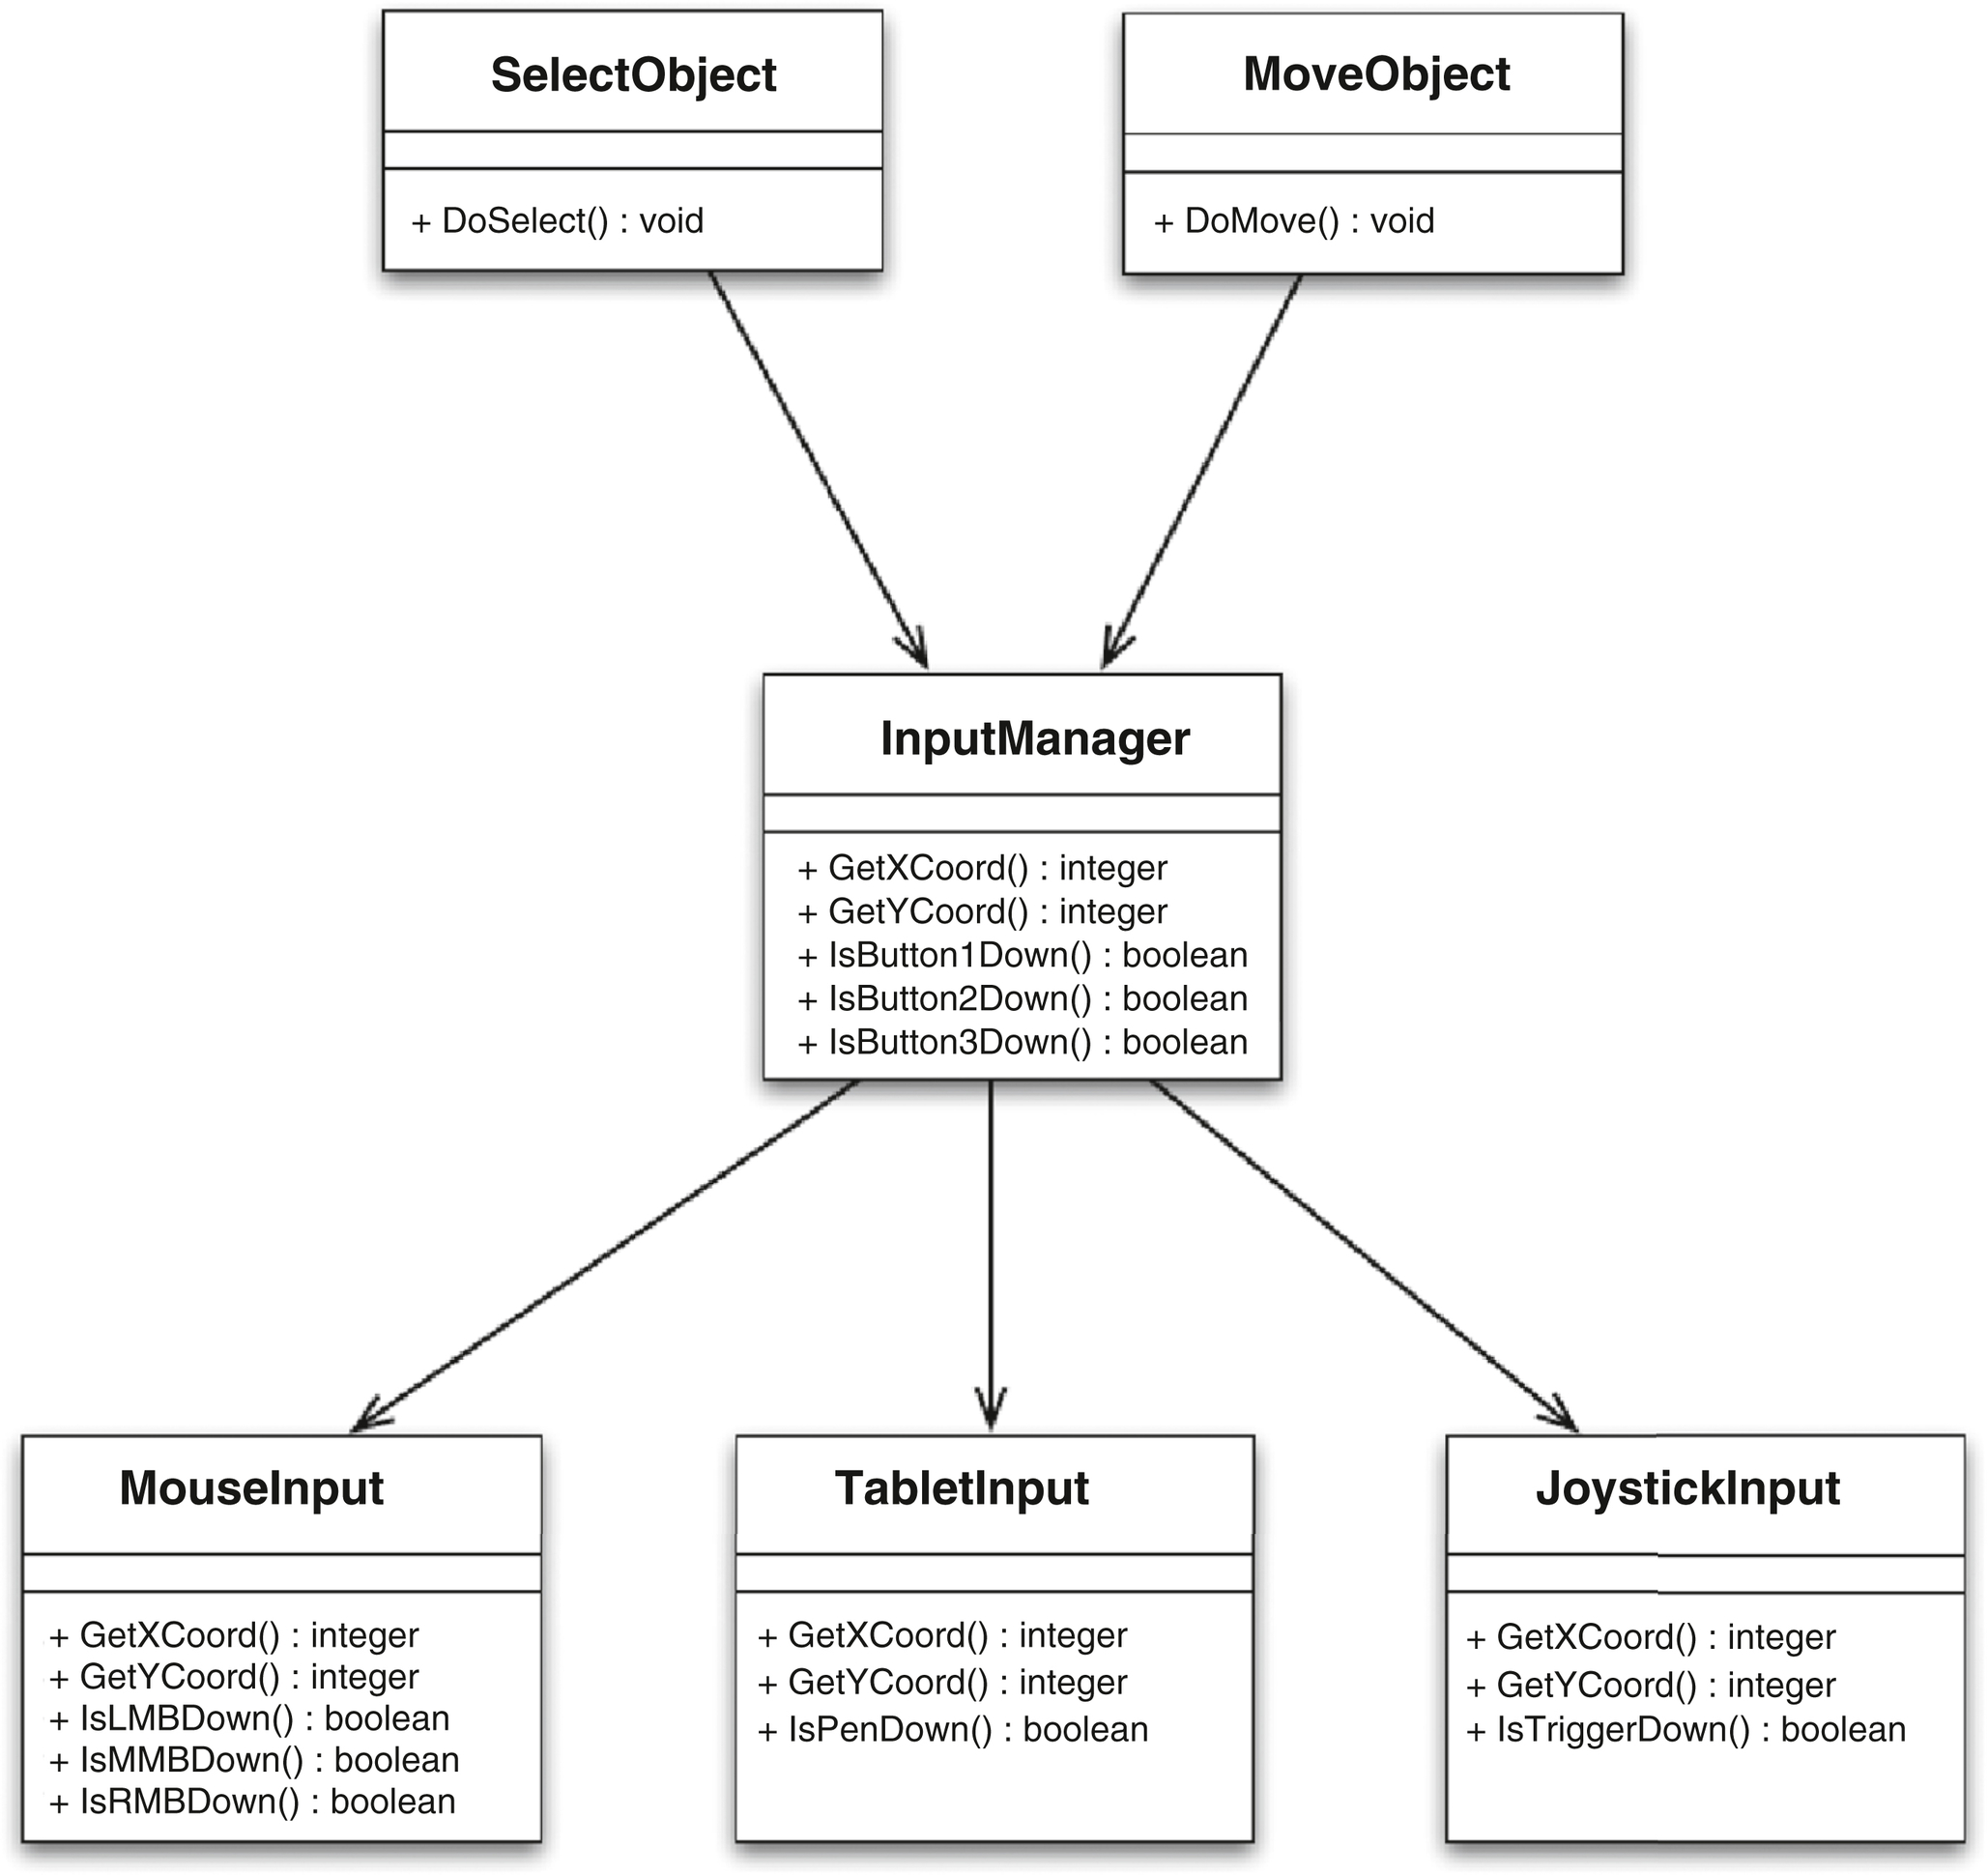 SelectObject
+ DoSelect() : void
MoveObject
+ DoMove() : void
InputManager
+ GetXCoord() : integer
+ GetYCoord() : integer
+ IsButton1Down() : boolean
+ IsButton2Down() : boolean
+ IsButton3Down() : boolean
MouseInput
+ GetXCoord() : integer
+ GetYCoord() : integer
+ IsLMBDown() : boolean
+ IsMMBDown() : boolean
+ IsRMBDown() : boolean
TabletInput
+ GetXCoord() : integer
+ GetYCoord() : integer
+ IsPenDown() : boolean
JoystickInput
+ GetXCoord() : integer
+ GetYCoord() : integer
+ IsTriggerDown() : boolean